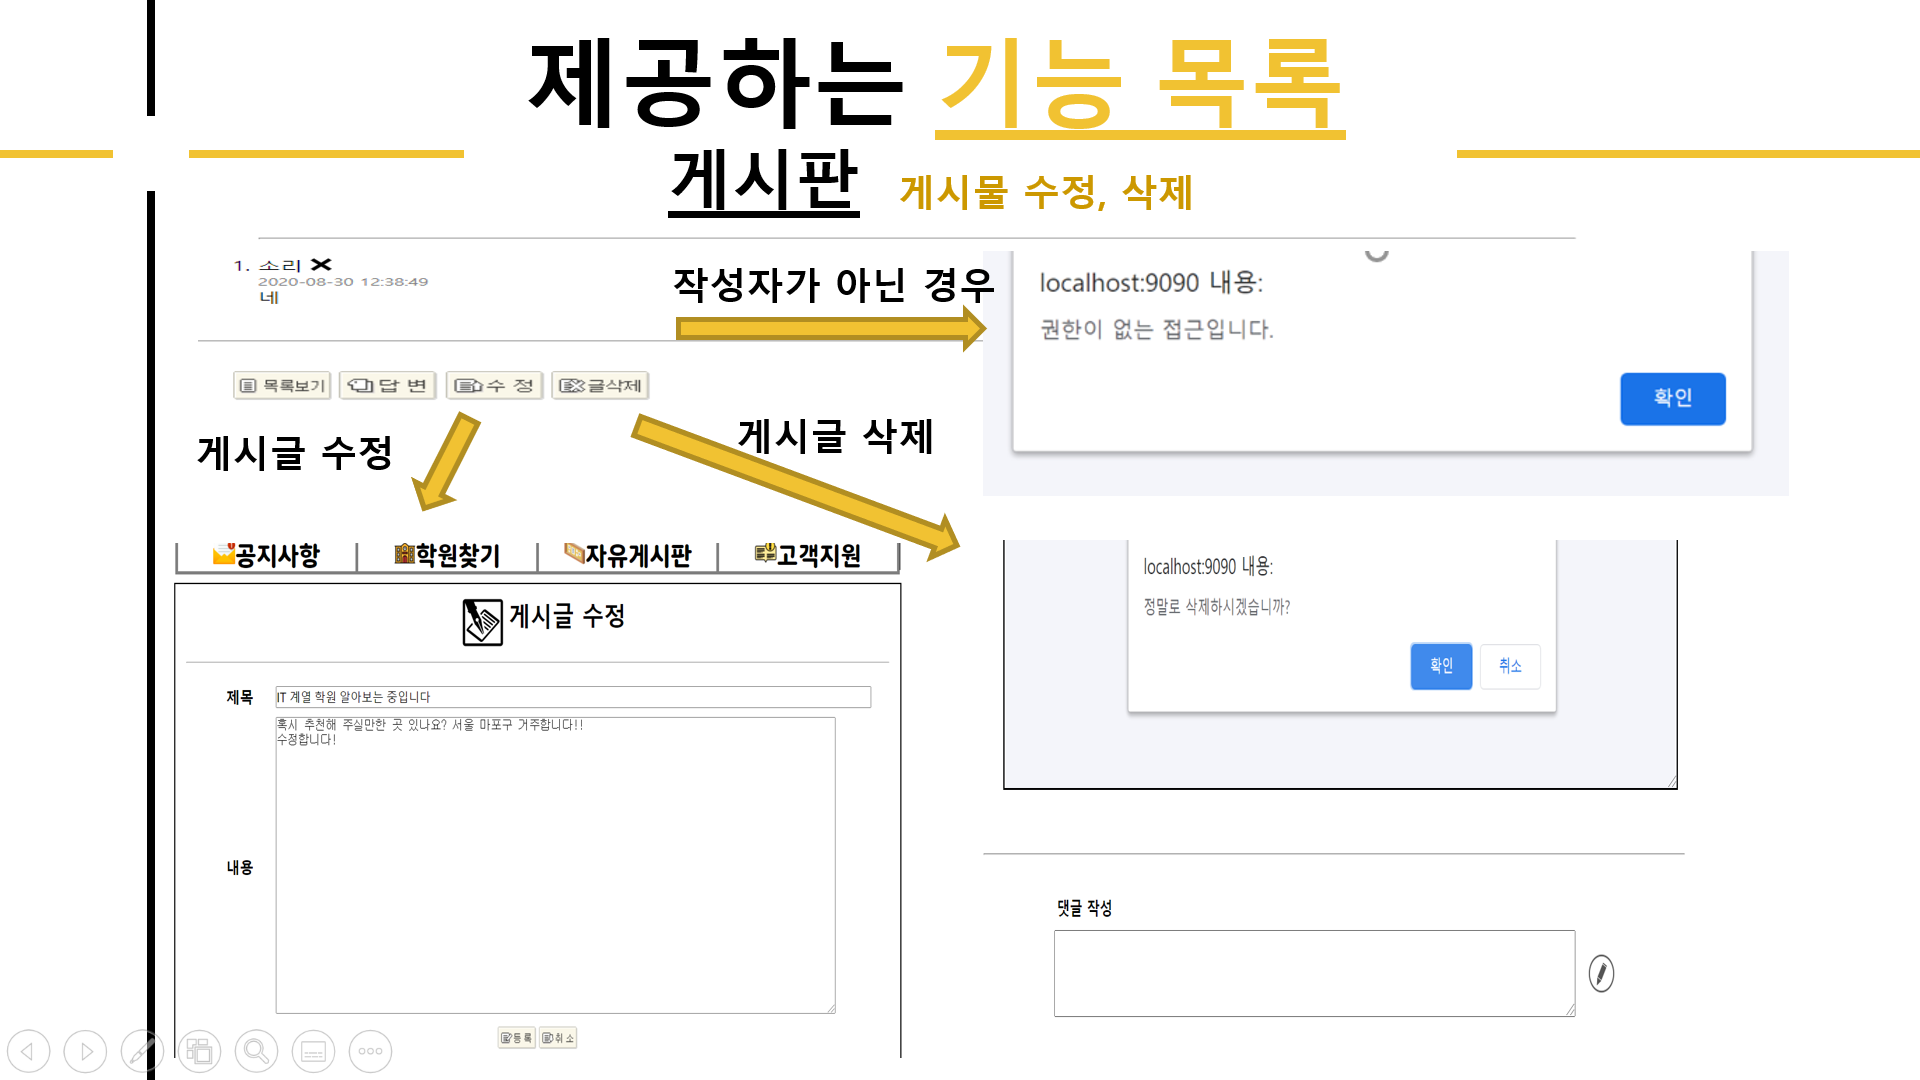 제공하는 기능 목록
게시판 게시물 수정, 삭제
1. 소리
2020-08-30 12:38:49
네
작성자가 아닌 경우
localhost:9090 내용:
권한이 없는 접근입니다.
확인
목록보기 답 변 수 정 글삭제
게시글 수정
게시글 삭제
공지사항 학원찾기 자유게시판 고객지원
게시글 수정
제목 IT 계열 학원 알아보는 중입니다
내용
혹시 추천해 주실만한 곳 있나요? 서울 마포구 거주합니다!!
수정합니다!
등 록 취 소
localhost:9090 내용:
정말로 삭제하시겠습니까?
확인 취소
댓글 작성